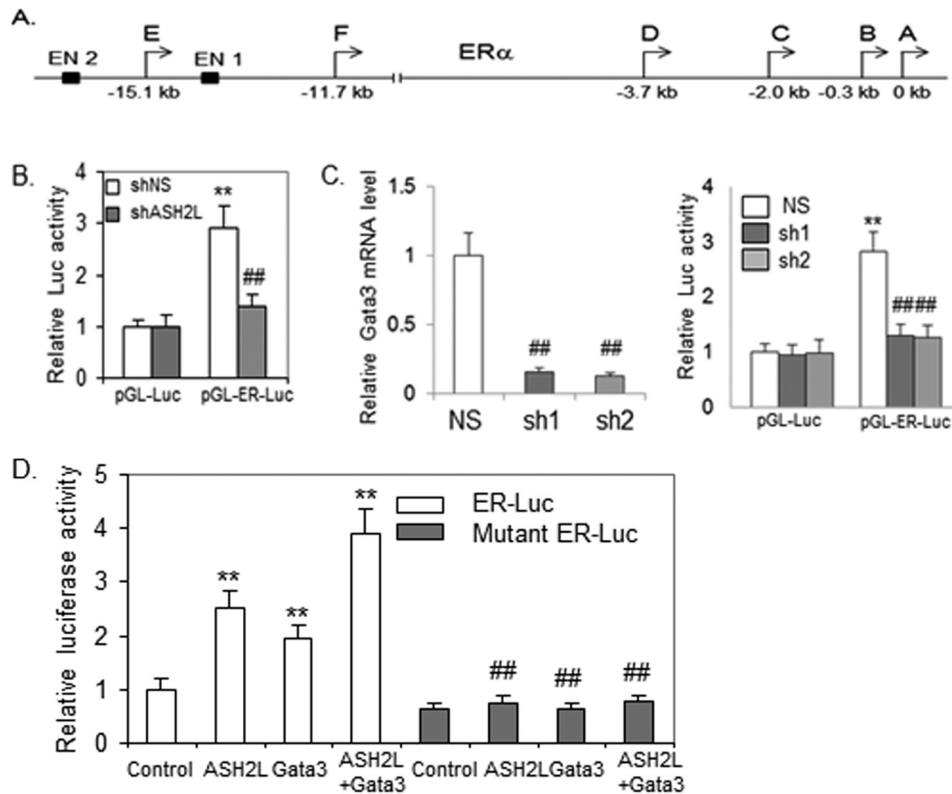 A.
EN 2 E EN 1 F ERα D C B A
-15.1 kb -11.7 kb -3.7 kb -2.0 kb -0.3 kb 0 kb
B.
Relative Luc activity
4
3
2
1
0
shNS
shASH2L
**
##
pGL-Luc pGL-ER-Luc
C.
Relative Gata3 mRNA level
1.5
1
0.5
0
##
##
NS sh1 sh2
Relative Luc activity
4
3
2
1
0
NS
sh1
sh2
**
####
pGL-Luc pGL-ER-Luc
D.
Relative luciferase activity
5
4
3
2
1
0
**
**
**
ER-Luc
Mutant ER-Luc
##
##
##
Control ASH2L Gata3 ASH2L Control ASH2L Gata3 ASH2L
+Gata3 +Gata3